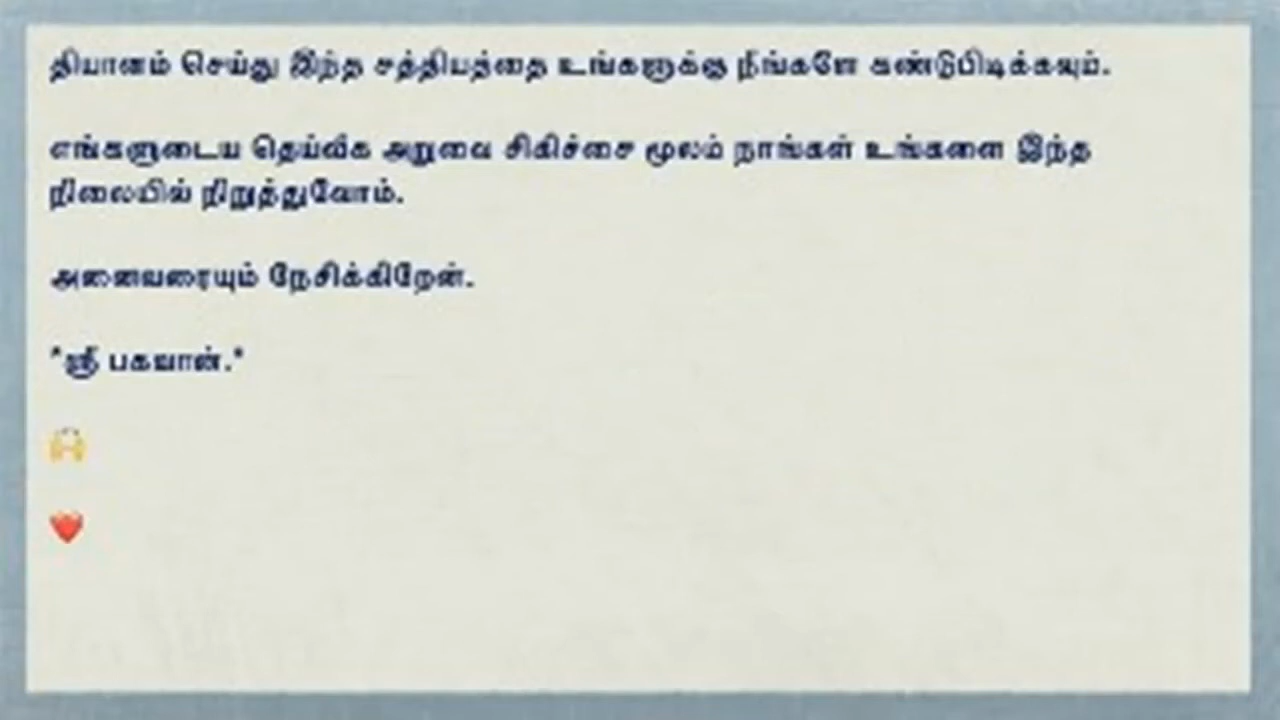 தியானம் செய்து இந்த சத்தியத்தை உங்களுக்கு நீங்களே கண்டுபிடிக்கவும்.
எங்களுடைய தெய்வீக அறுவை சிகிச்சை மூலம் நாங்கள் உங்களை இந்த
நிலையில் நிறுத்துவோம்.
அனைவரையும் நேசிக்கிறேன்.
*ஸ்ரீ பகவான்.*
🙌
❤️